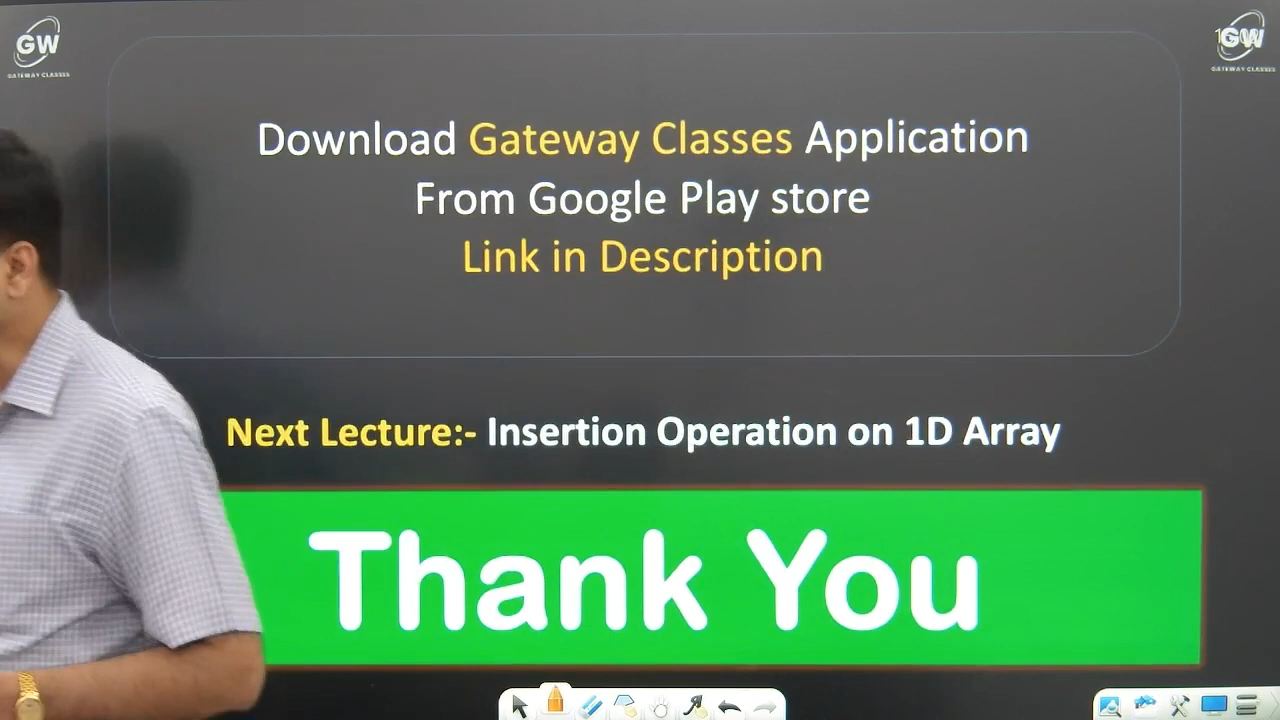 GW
GATEWAY CLASSES
GW
GATEWAY CLASSES
Download Gateway Classes Application
From Google Play store
Link in Description
Next Lecture:- Insertion Operation on 1D Array
Thank You